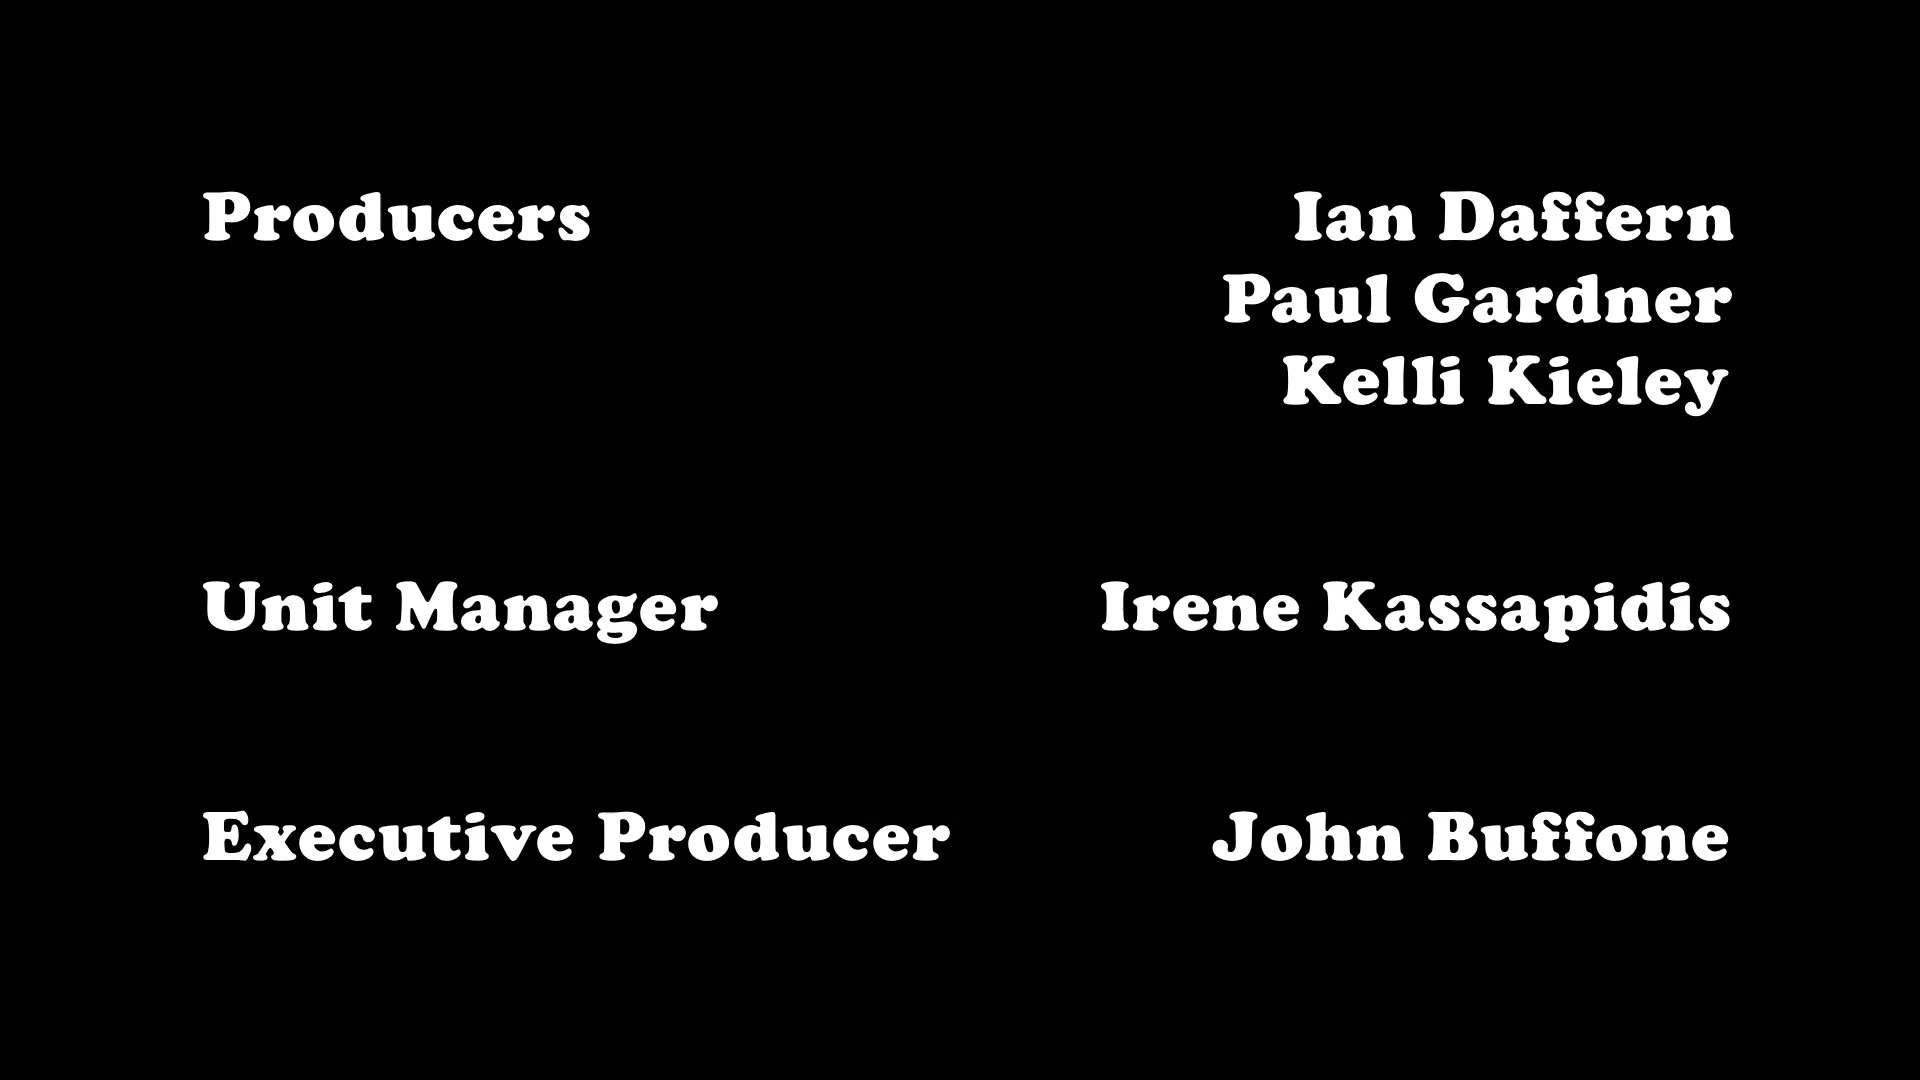 Producers Ian Daffern
Paul Gardner
Kelli Kieley
Unit Manager Irene Kassapidis
Executive Producer John Buffone